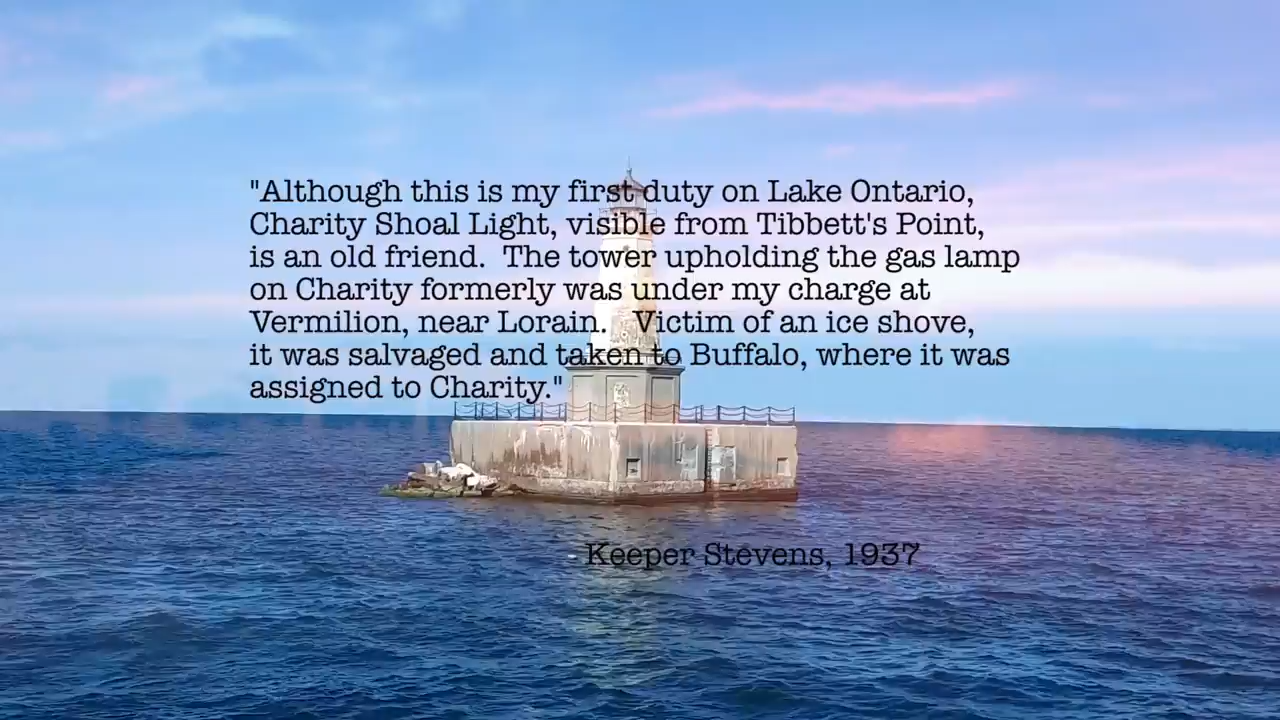 "Although this is my first duty on Lake Ontario,
Charity Shoal Light, visible from Tibbett's Point,
is an old friend.  The tower upholding the gas lamp
on Charity formerly was under my charge at
Vermilion, near Lorain.   Victim of an ice shove,
it was salvaged and taken to Buffalo, where it was
assigned to Charity."
- Keeper Stevens, 1937